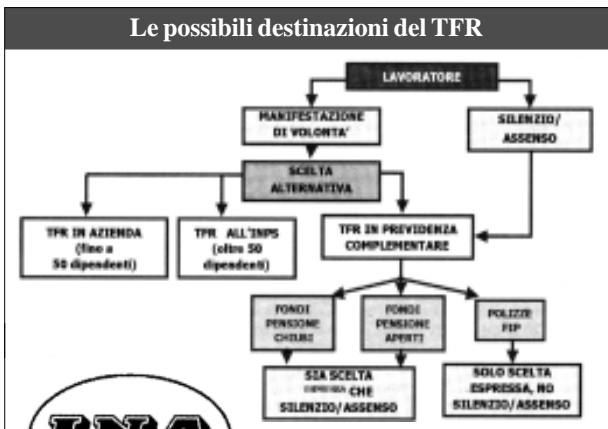 Le possibili destinazioni del TFR
LAVORATORE
MANIFESTAZIONE
DI VOLONTA'
SILENZIO/
ASSENSO
SCELTA
ALTERNATIVA
TFR IN AZIENDA
(fino a
50 dipendenti)
TFR ALL'INPS
(oltre 50
dipendenti)
TFR IN PREVIDENZA
COMPLEMENTARE
FONDI
PENSIONE
CHIUSI
FONDI
PENSIONE
APERTI
POLIZZE
FIP
SIA SCELTA
ESPRESSA CHE
SILENZIO/ASSENSO
SOLO SCELTA
ESPRESSA, NO
SILENZIO/ASSENSO